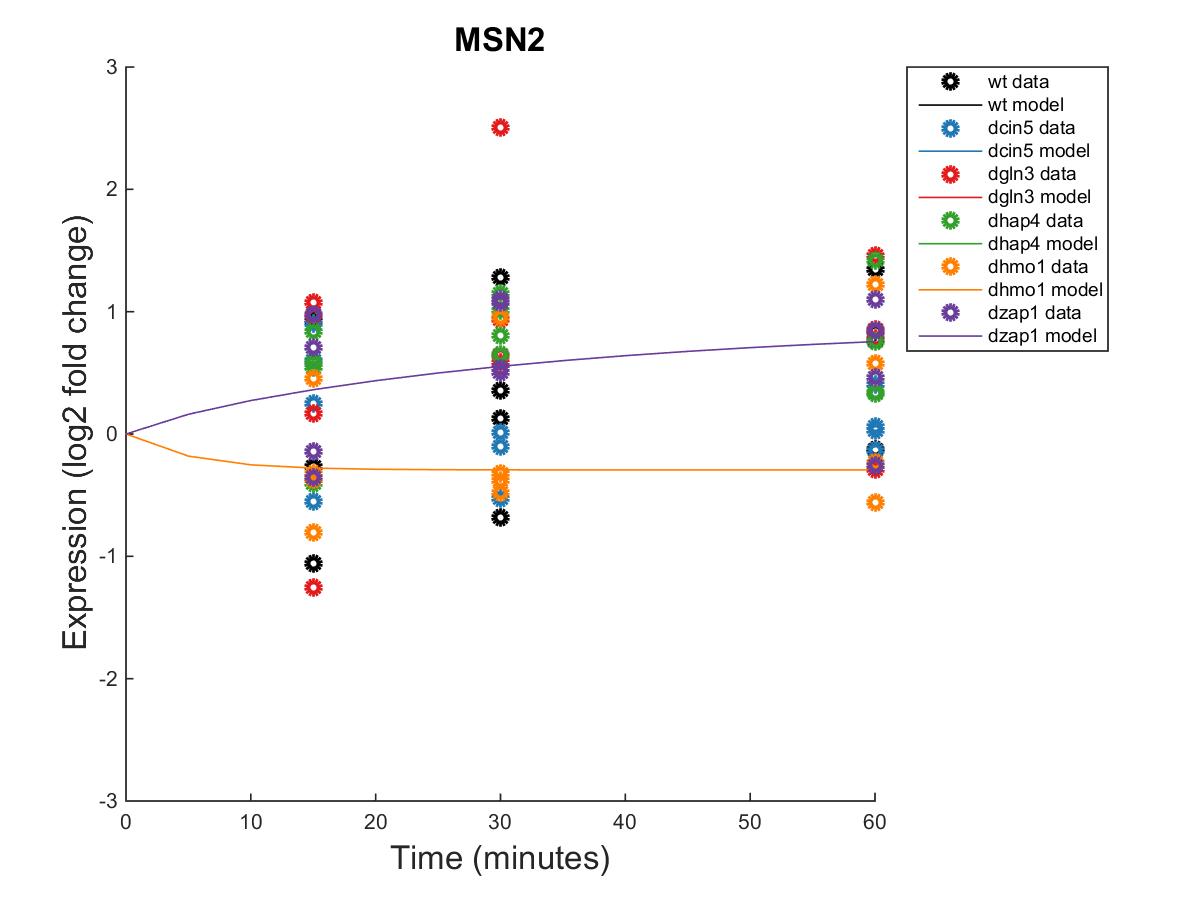 MSN2
Expression (log2 fold change)
3
2
1
0
-1
-2
-3
0 10 20 30 40 50 60
Time (minutes)
wt data
wt model
dcin5 data
dcin5 model
dgln3 data
dgln3 model
dhap4 data
dhap4 model
dhmo1 data
dhmo1 model
dzap1 data
dzap1 model